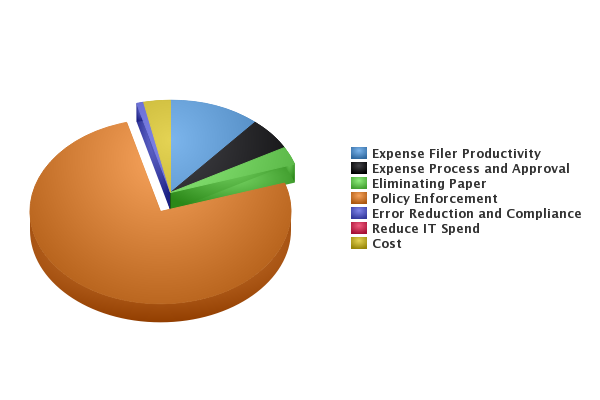 Expense Filer Productivity
Expense Process and Approval
Eliminating Paper
Policy Enforcement
Error Reduction and Compliance
Reduce IT Spend
Cost